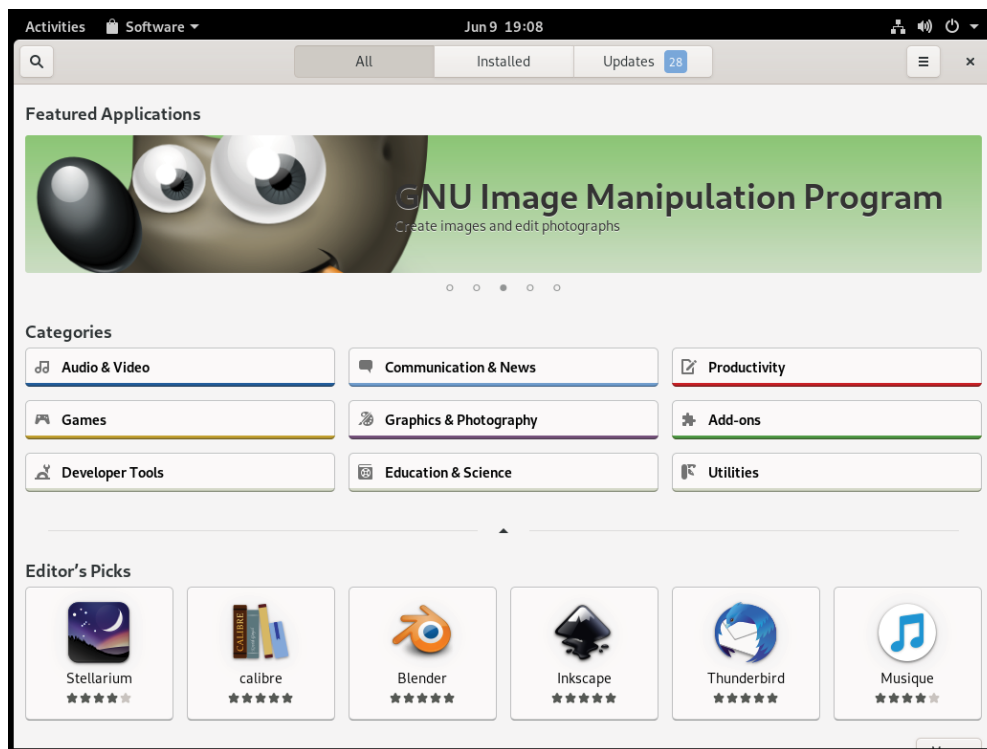 Activities Software Jun 9 19:08
All Installed Updates 28
Featured Applications
GNU Image Manipulation Program
Create images and edit photographs
Categories
Audio & Video Communication & News Productivity
Games Graphics & Photography Add-ons
Developer Tools Education & Science Utilities
Editor's Picks
CALIBRE
Stellarium calibre Blender Inkscape Thunderbird Musique